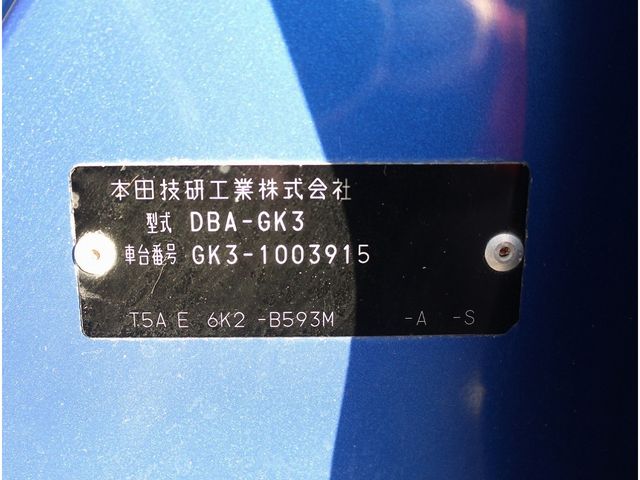 本田技研工業株式会社
型式 DBA-GK3
車台番号 GK3-1003915
T5A E 6K2 -B593M -A -S